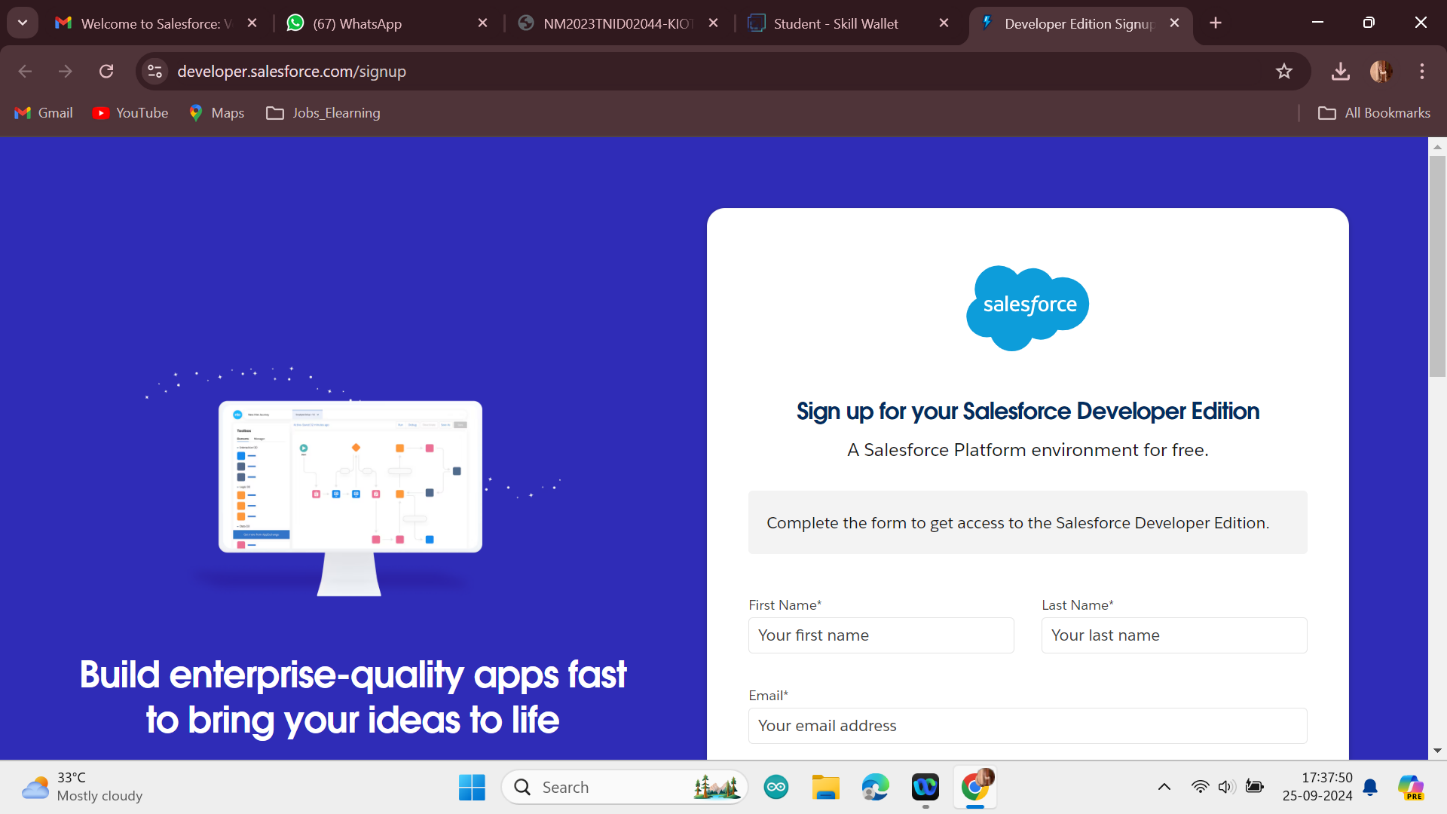 Welcome to Salesforce: V
(67) WhatsApp
NM2023TNID02044-KIOT
Student - Skill Wallet
Developer Edition Signup
developer.salesforce.com/signup
Gmail
YouTube
Maps
Jobs_Elearning
All Bookmarks
salesforce
Sign up for your Salesforce Developer Edition
A Salesforce Platform environment for free.
Complete the form to get access to the Salesforce Developer Edition.
First Name*
Last Name*
Your first name
Your last name
Email*
Your email address
Build enterprise-quality apps fast
to bring your ideas to life
33°C
Mostly cloudy
Search
17:37:50
25-09-2024
PRE